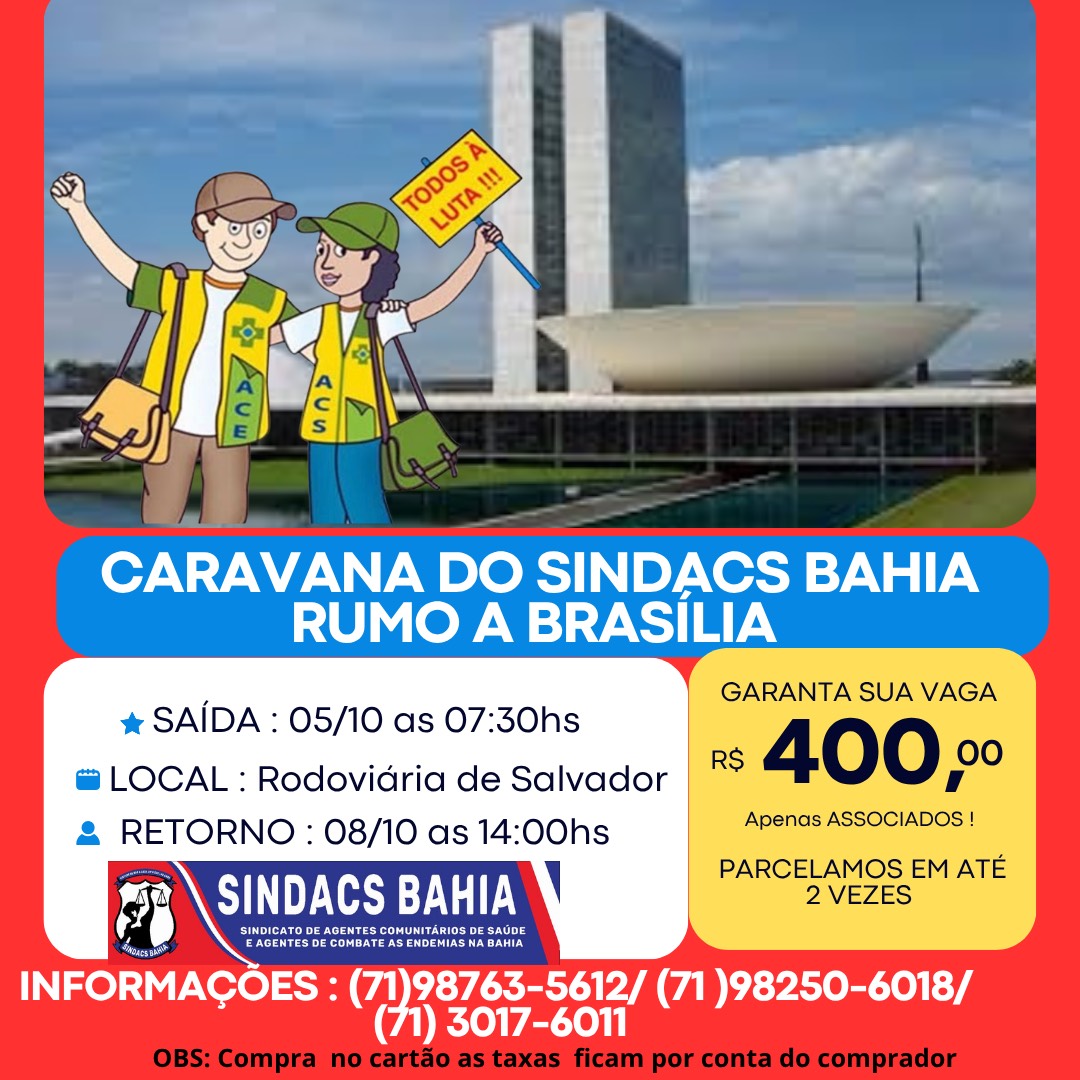 TODOS À
LUTA !!!
ACE
ACS
CARAVANA DO SINDACS BAHIA
RUMO A BRASÍLIA
SAÍDA : 05/10 as 07:30hs
LOCAL : Rodoviária de Salvador
RETORNO : 08/10 as 14:00hs
GARANTA SUA VAGA
R$ 400,00
Apenas ASSOCIADOS !
PARCELAMOS EM ATÉ
2 VEZES
SINDACS BAHIA
SINDACS BAHIA
SINDICATO DE AGENTES COMUNITÁRIOS DE SAÚDE
E AGENTES DE COMBATE AS ENDEMIAS NA BAHIA
INFORMAÇÕES : (71)98763-5612/ (71 )98250-6018/
(71) 3017-6011
OBS: Compra no cartão as taxas ficam por conta do comprador